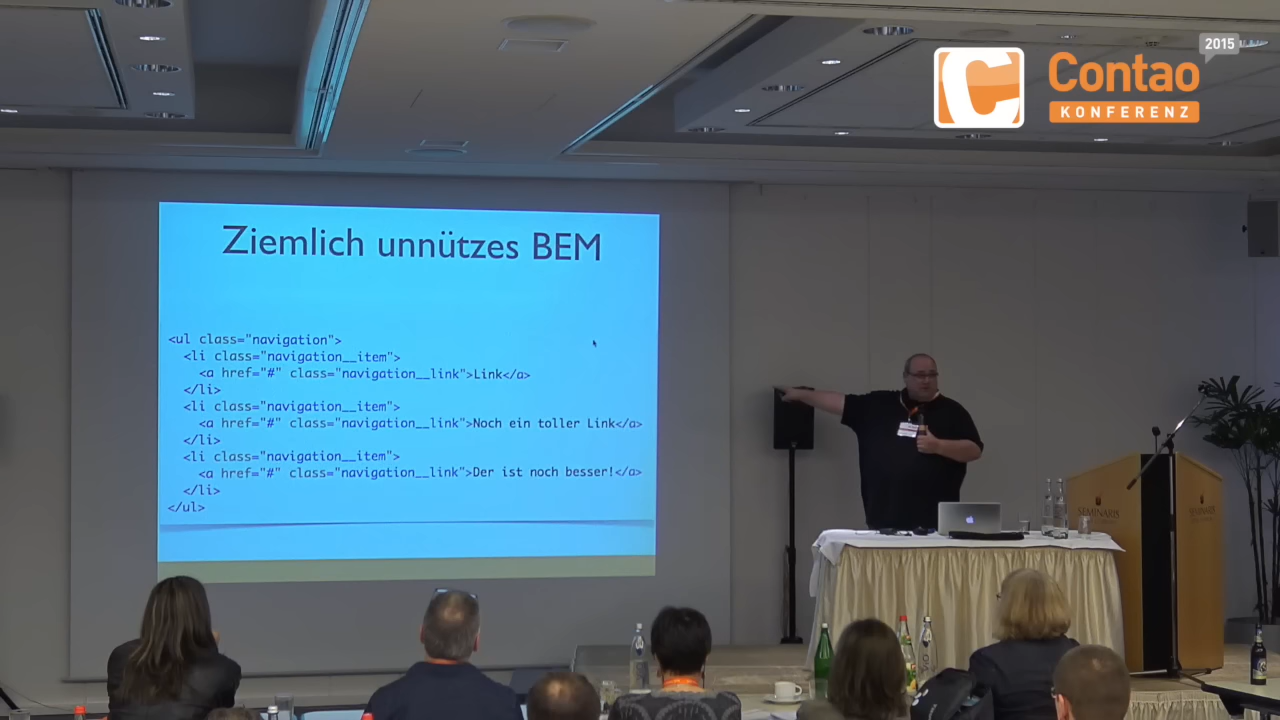 2015
Contao
KONFERENZ
Ziemlich unnützes BEM
<ul class="navigation">
<li class="navigation__item">
<a href="#" class="navigation__link">Link</a>
</li>
<li class="navigation__item">
<a href="#" class="navigation__link">Noch ein toller Link</a>
</li>
<li class="navigation__item">
<a href="#" class="navigation__link">Der ist noch besser!</a>
</li>
</ul>
SEMINARIS